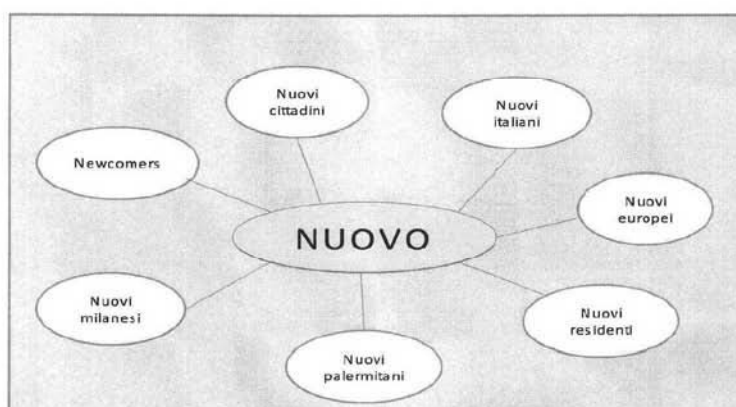 Nuovi
cittadini
Nuovi
italiani
Newcomers
Nuovi
europei
NUOVO
Nuovi
milanesi
Nuovi
residenti
Nuovi
palermitani